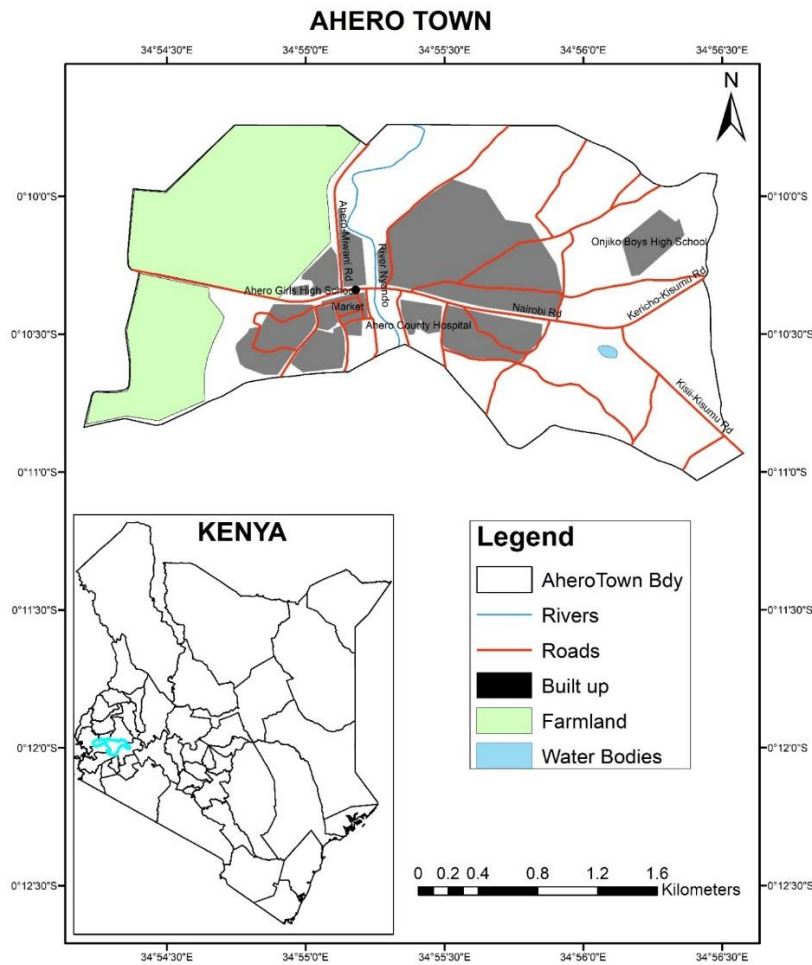 AHERO TOWN
34°54'30"E 34°55'0"E 34°55'30"E 34°56'0"E 34°56'30"E
N
0°10'0"S 0°10'0"S
Ahero-Miwani Rd
River Nyando
Onjiko Boys High School
Ahero Girls High School
Kericho-Kisumu Rd
Market
Nairobi Rd
Ahero County Hospital
0°10'30"S 0°10'30"S
Kisii-Kisumu Rd
0°11'0"S 0°11'0"S
KENYA
Legend
AheroTown Bdy
Rivers
Roads
Built up
Farmland
Water Bodies
0°11'30"S 0°11'30"S
0°12'0"S 0°12'0"S
0°12'30"S 0°12'30"S
0 0.2 0.4 0.8 1.2 1.6
Kilometers
34°54'30"E 34°55'0"E 34°55'30"E 34°56'0"E 34°56'30"E